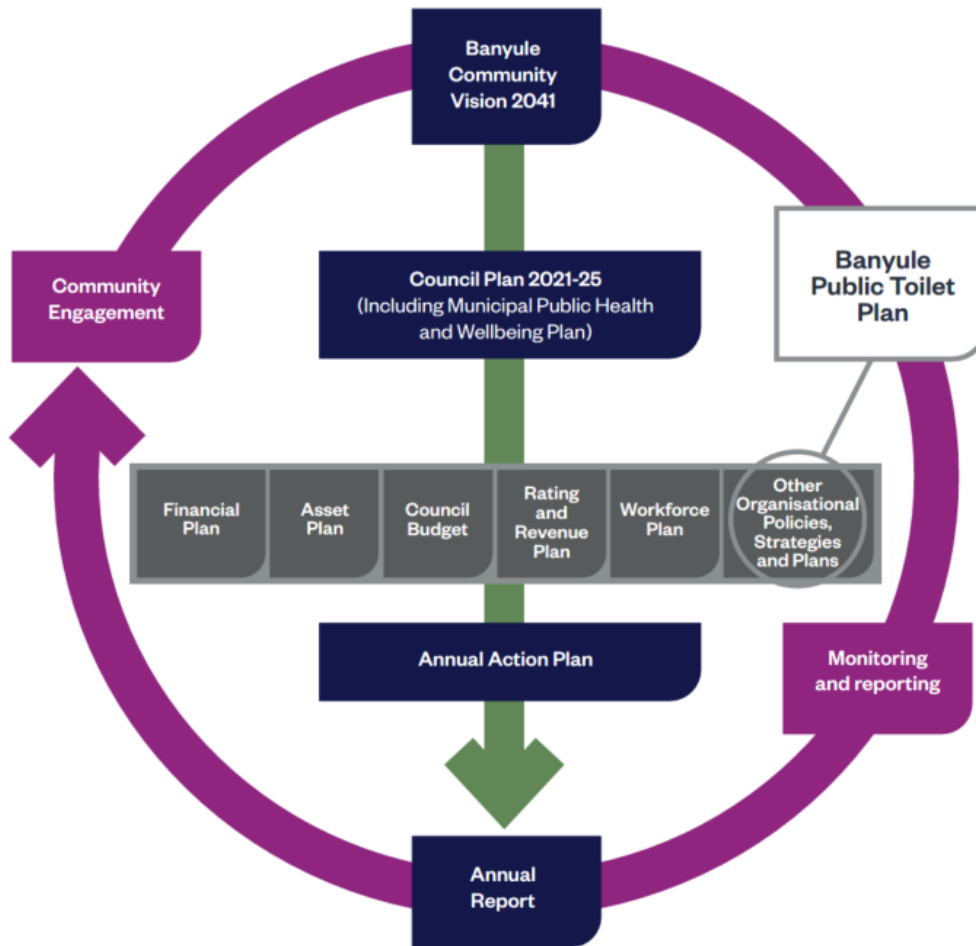 Banyule
Community
Vision 2041
Community
Engagement
Council Plan 2021-25
(Including Municipal Public Health
and Wellbeing Plan)
Banyule
Public Toilet
Plan
Financial
Plan
Asset
Plan
Council
Budget
Rating
and
Revenue
Plan
Workforce
Plan
Other
Organisational
Policies,
Strategies
and Plans
Annual Action Plan
Monitoring
and reporting
Annual
Report